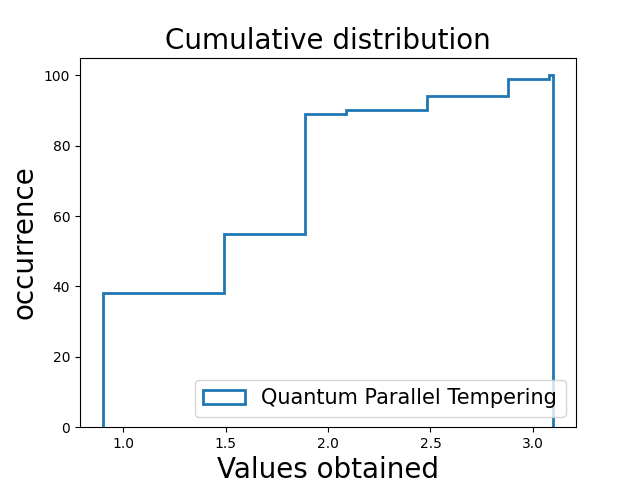 Cumulative distribution
occurrence
100
80
60
40
20
0
Quantum Parallel Tempering
1.0 1.5 2.0 2.5 3.0
Values obtained